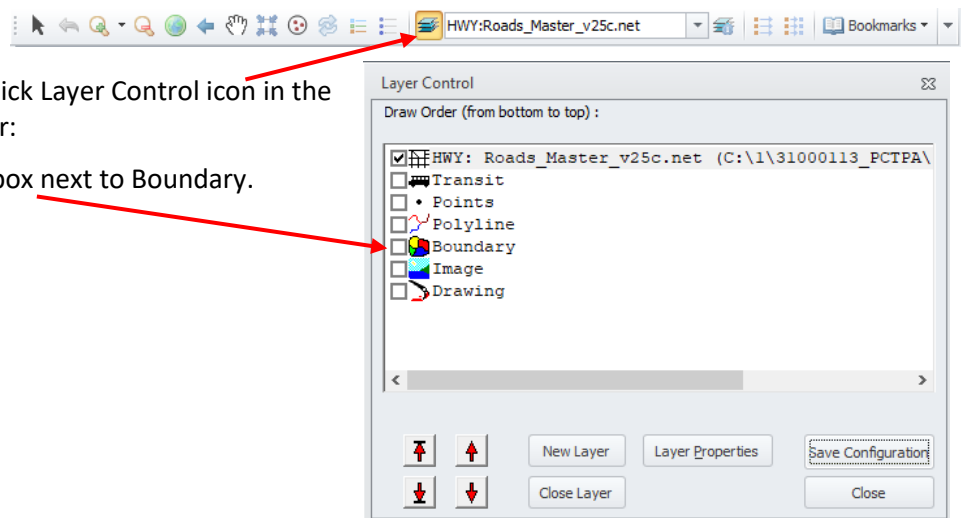 HWY:Roads_Master_v25c.net Bookmarks
ick Layer Control icon in the
r:
box next to Boundary.
Layer Control
Draw Order (from bottom to top) :
HWY: Roads_Master_v25c.net (C:\1\31000113_PCTPA\
Transit
Points
Polyline
Boundary
Image
Drawing
New Layer Layer Properties Save Configuration
Close Layer Close